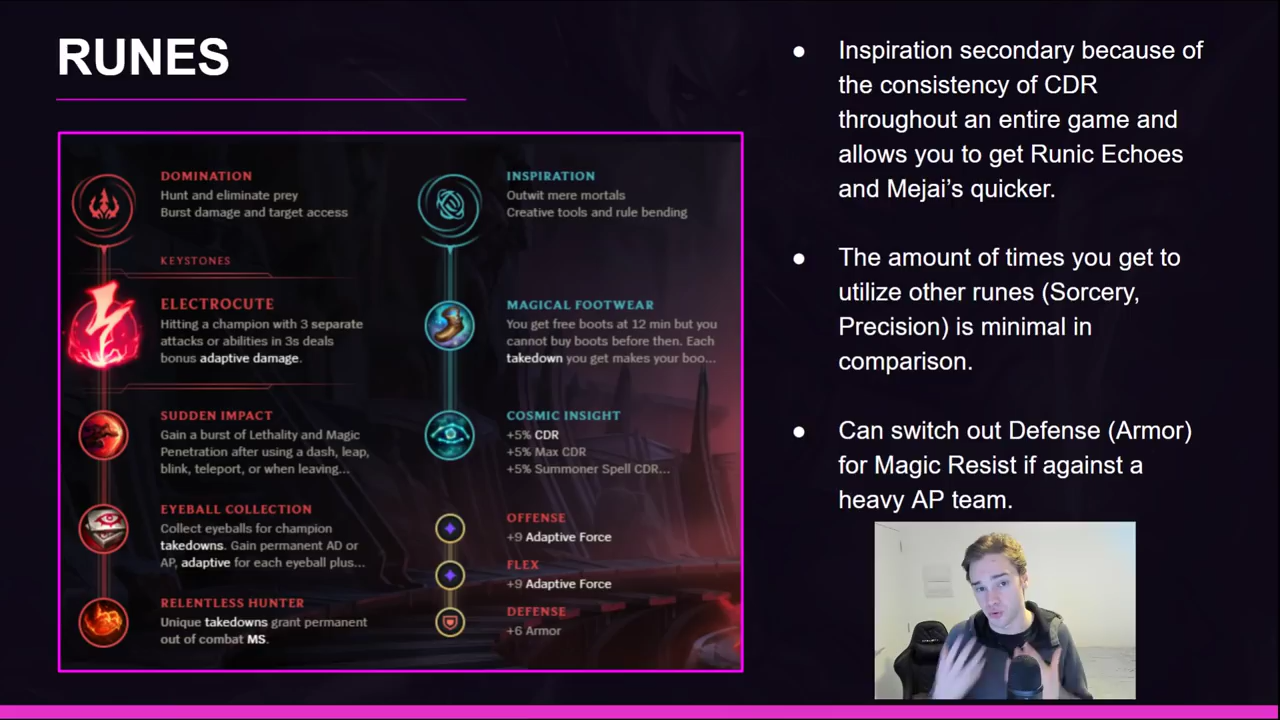 RUNES
DOMINATION
Hunt and eliminate prey
Burst damage and target access
KEYSTONES
ELECTROCUTE
Hitting a champion with 3 separate
attacks or abilities in 3s deals
bonus adaptive damage.
SUDDEN IMPACT
Gain a burst of Lethality and Magic
Penetration after using a dash, leap,
blink, teleport, or when leaving...
EYEBALL COLLECTION
Collect eyeballs for champion
takedowns. Gain permanent AD or
AP, adaptive for each eyeball plus...
RELENTLESS HUNTER
Unique takedowns grant permanent
out of combat MS.
INSPIRATION
Outwit mere mortals
Creative tools and rule bending
MAGICAL FOOTWEAR
You get free boots at 12 min but you
cannot buy boots before then. Each
takedown you get makes your boo...
COSMIC INSIGHT
+5% CDR
+5% Max CDR
+5% Summoner Spell CDR...
OFFENSE
+9 Adaptive Force
FLEX
+9 Adaptive Force
DEFENSE
+6 Armor
● Inspiration secondary because of
the consistency of CDR
throughout an entire game and
allows you to get Runic Echoes
and Mejai's quicker.
● The amount of times you get to
utilize other runes (Sorcery,
Precision) is minimal in
comparison.
● Can switch out Defense (Armor)
for Magic Resist if against a
heavy AP team.